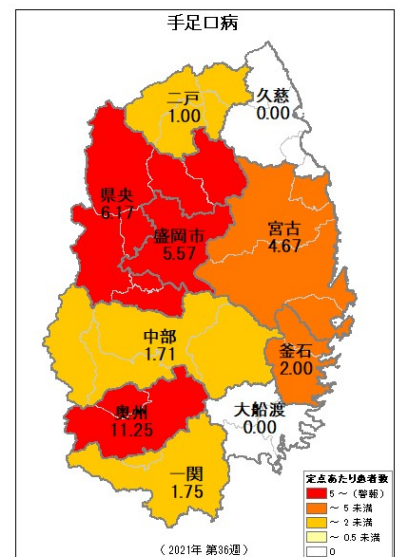 手足口病
二戸
1.00
久慈
0.00
県央
6.17
盛岡市
5.57
宮古
4.67
中部
1.71
釜石
2.00
奥州
11.25
大船渡
0.00
一関
1.75
定点あたり患者数
5 ～ (警報)
～ 5 未満
～ 2 未満
～ 0.5 未満
0
(2021年 第36週)